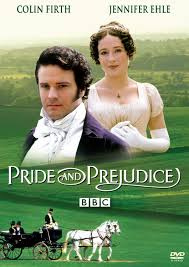 COLIN FIRTH JENNIFER EHLE
PRIDE AND PREJUDICE
BBC
DVD